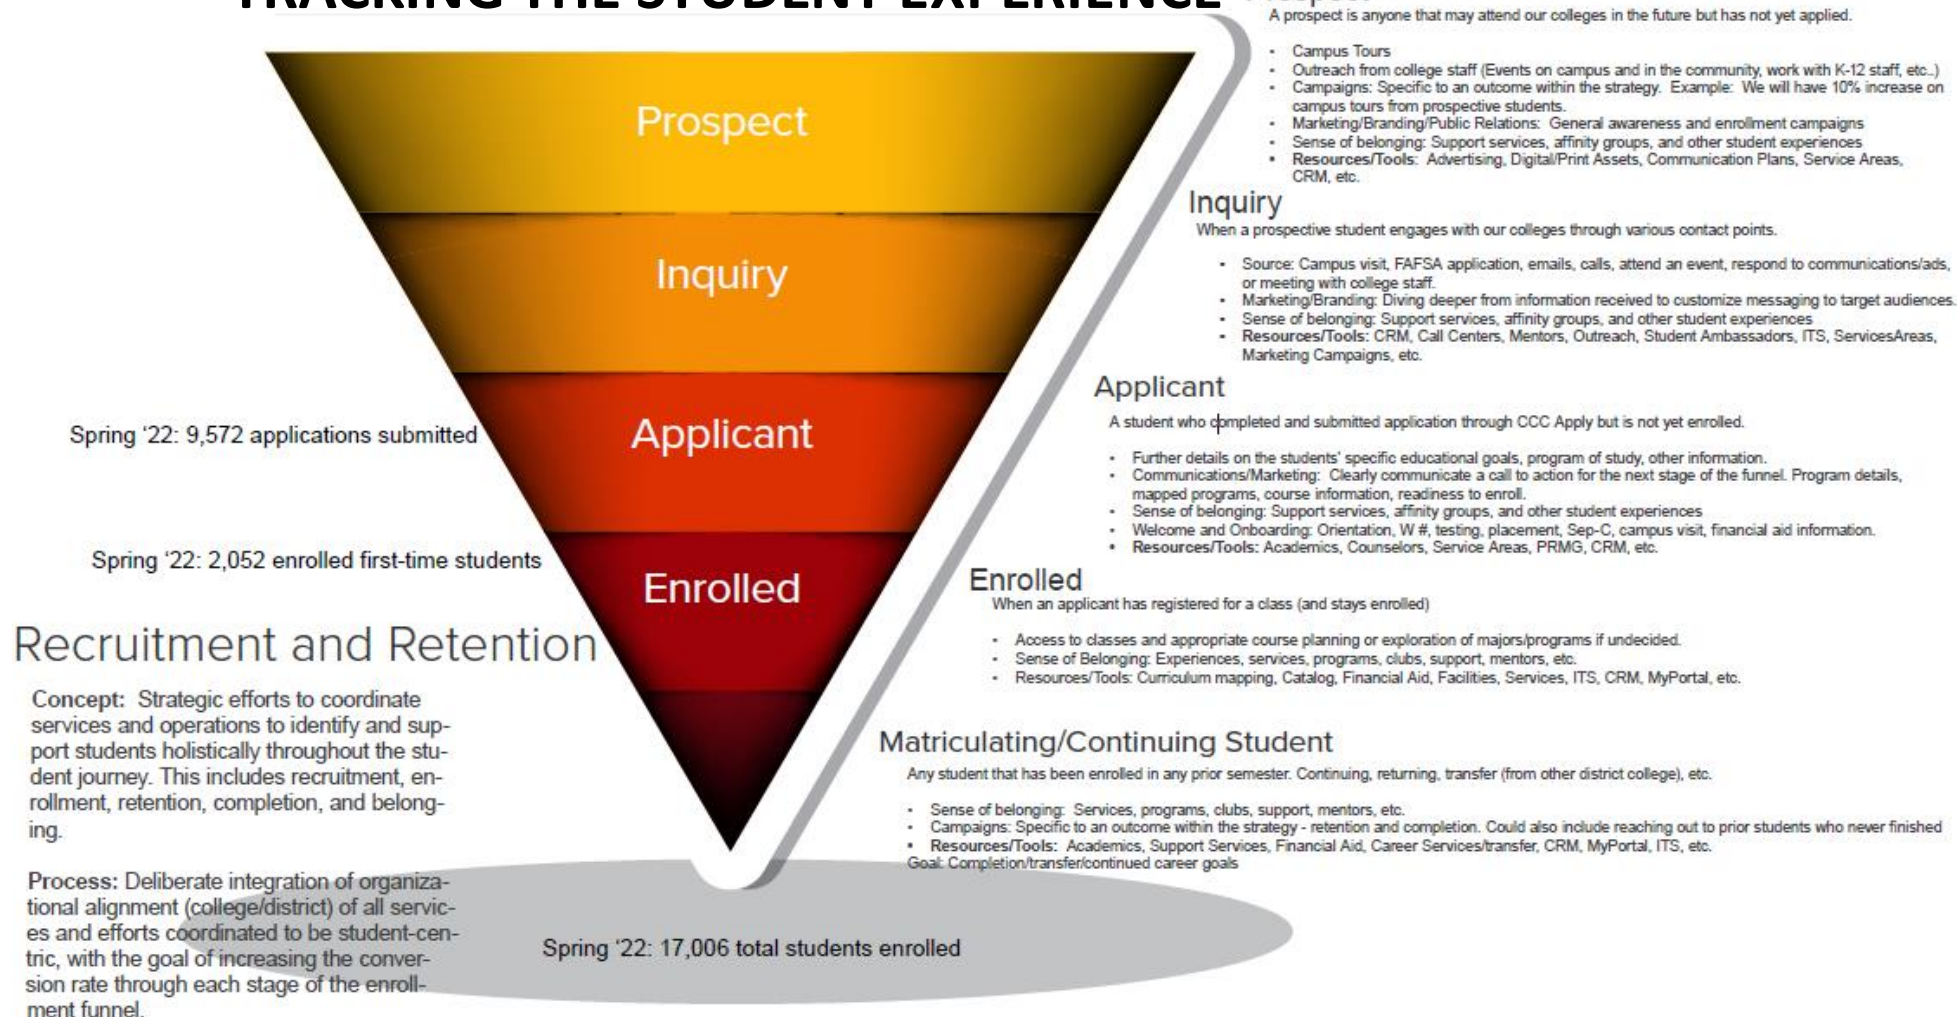 TRACKING THE STUDENT EXPERIENCE
Prospect
A prospect is anyone that may attend our colleges in the future but has not yet applied.
• Campus Tours
• Outreach from college staff (Events on campus and in the community, work with K-12 staff, etc..)
• Campaigns: Specific to an outcome within the strategy. Example: We will have 10% increase on
campus tours from prospective students.
• Marketing/Branding/Public Relations: General awareness and enrollment campaigns
• Sense of belonging: Support services, affinity groups, and other student experiences
• Resources/Tools: Advertising, Digital/Print Assets, Communication Plans, Service Areas,
CRM, etc.
Inquiry
When a prospective student engages with our colleges through various contact points.
• Source: Campus visit, FAFSA application, emails, calls, attend an event, respond to communications/ads,
or meeting with college staff.
• Marketing/Branding: Diving deeper from information received to customize messaging to target audiences.
• Sense of belonging: Support services, affinity groups, and other student experiences
• Resources/Tools: CRM, Call Centers, Mentors, Outreach, Student Ambassadors, ITS, ServicesAreas,
Marketing Campaigns, etc.
Applicant
A student who completed and submitted application through CCC Apply but is not yet enrolled.
• Further details on the students' specific educational goals, program of study, other information.
• Communications/Marketing: Clearly communicate a call to action for the next stage of the funnel. Program details,
mapped programs, course information, readiness to enroll.
• Sense of belonging: Support services, affinity groups, and other student experiences
• Welcome and Onboarding: Orientation, W #, testing, placement, Sep-C, campus visit, financial aid information.
• Resources/Tools: Academics, Counselors, Service Areas, PRMG, CRM, etc.
Enrolled
When an applicant has registered for a class (and stays enrolled)
• Access to classes and appropriate course planning or exploration of majors/programs if undecided.
• Sense of Belonging: Experiences, services, programs, clubs, support, mentors, etc.
• Resources/Tools: Curriculum mapping, Catalog, Financial Aid, Facilities, Services, ITS, CRM, MyPortal, etc.
Matriculating/Continuing Student
Any student that has been enrolled in any prior semester. Continuing, returning, transfer (from other district college), etc.
• Sense of belonging: Services, programs, clubs, support, mentors, etc.
• Campaigns: Specific to an outcome within the strategy - retention and completion. Could also include reaching out to prior students who never finished
• Resources/Tools: Academics, Support Services, Financial Aid, Career Services/transfer, CRM, MyPortal, ITS, etc.
Goal: Completion/transfer/continued career goals
Prospect
Inquiry
Applicant
Enrolled
Spring ‘22: 9,572 applications submitted
Spring ‘22: 2,052 enrolled first-time students
Recruitment and Retention
Concept: Strategic efforts to coordinate
services and operations to identify and sup-
port students holistically throughout the stu-
dent journey. This includes recruitment, en-
rollment, retention, completion, and belong-
ing.
Process: Deliberate integration of organiza-
tional alignment (college/district) of all servic-
es and efforts coordinated to be student-cen-
tric, with the goal of increasing the conver-
sion rate through each stage of the enroll-
ment funnel.
Spring ‘22: 17,006 total students enrolled